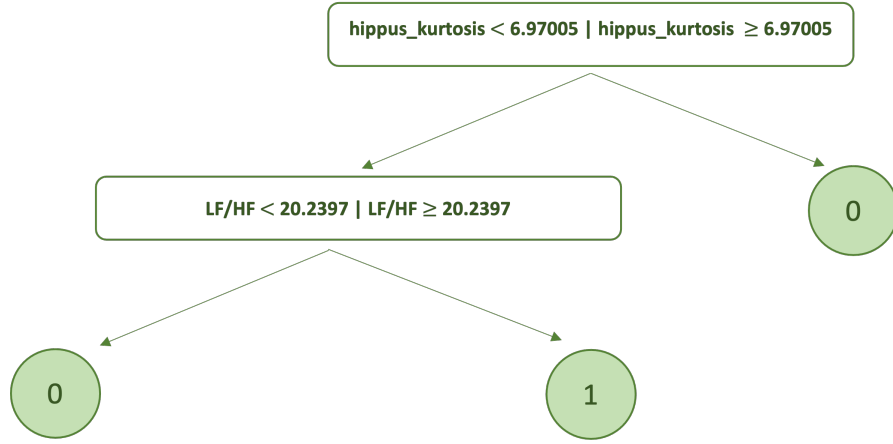 hippus_kurtosis < 6.97005 | hippus_kurtosis ≥ 6.97005
LF/HF < 20.2397 | LF/HF ≥ 20.2397
0
0
1